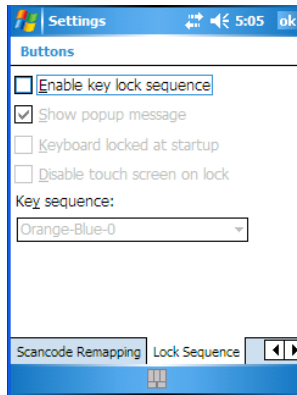 Settings 5:05 ok
Buttons
Enable key lock sequence
Show popup message
Keyboard locked at startup
Disable touch screen on lock
Key sequence:
Orange-Blue-0
Scancode Remapping Lock Sequence